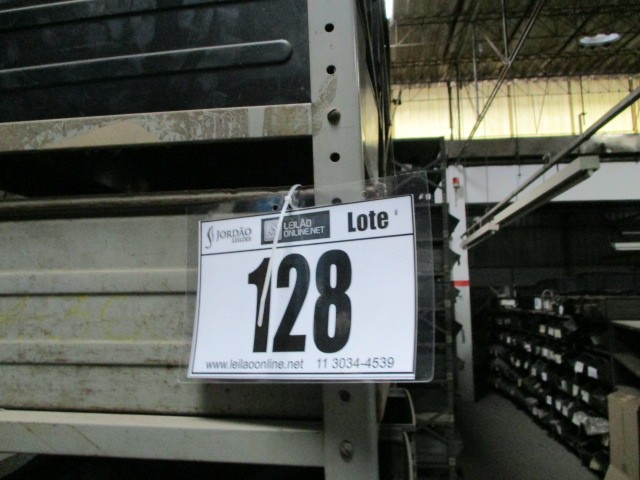 JORDÃO
LEILÕES
LEILÃO
ONLINE.NET
Lote
128
www.leilaoonline.net 11 3034-4539